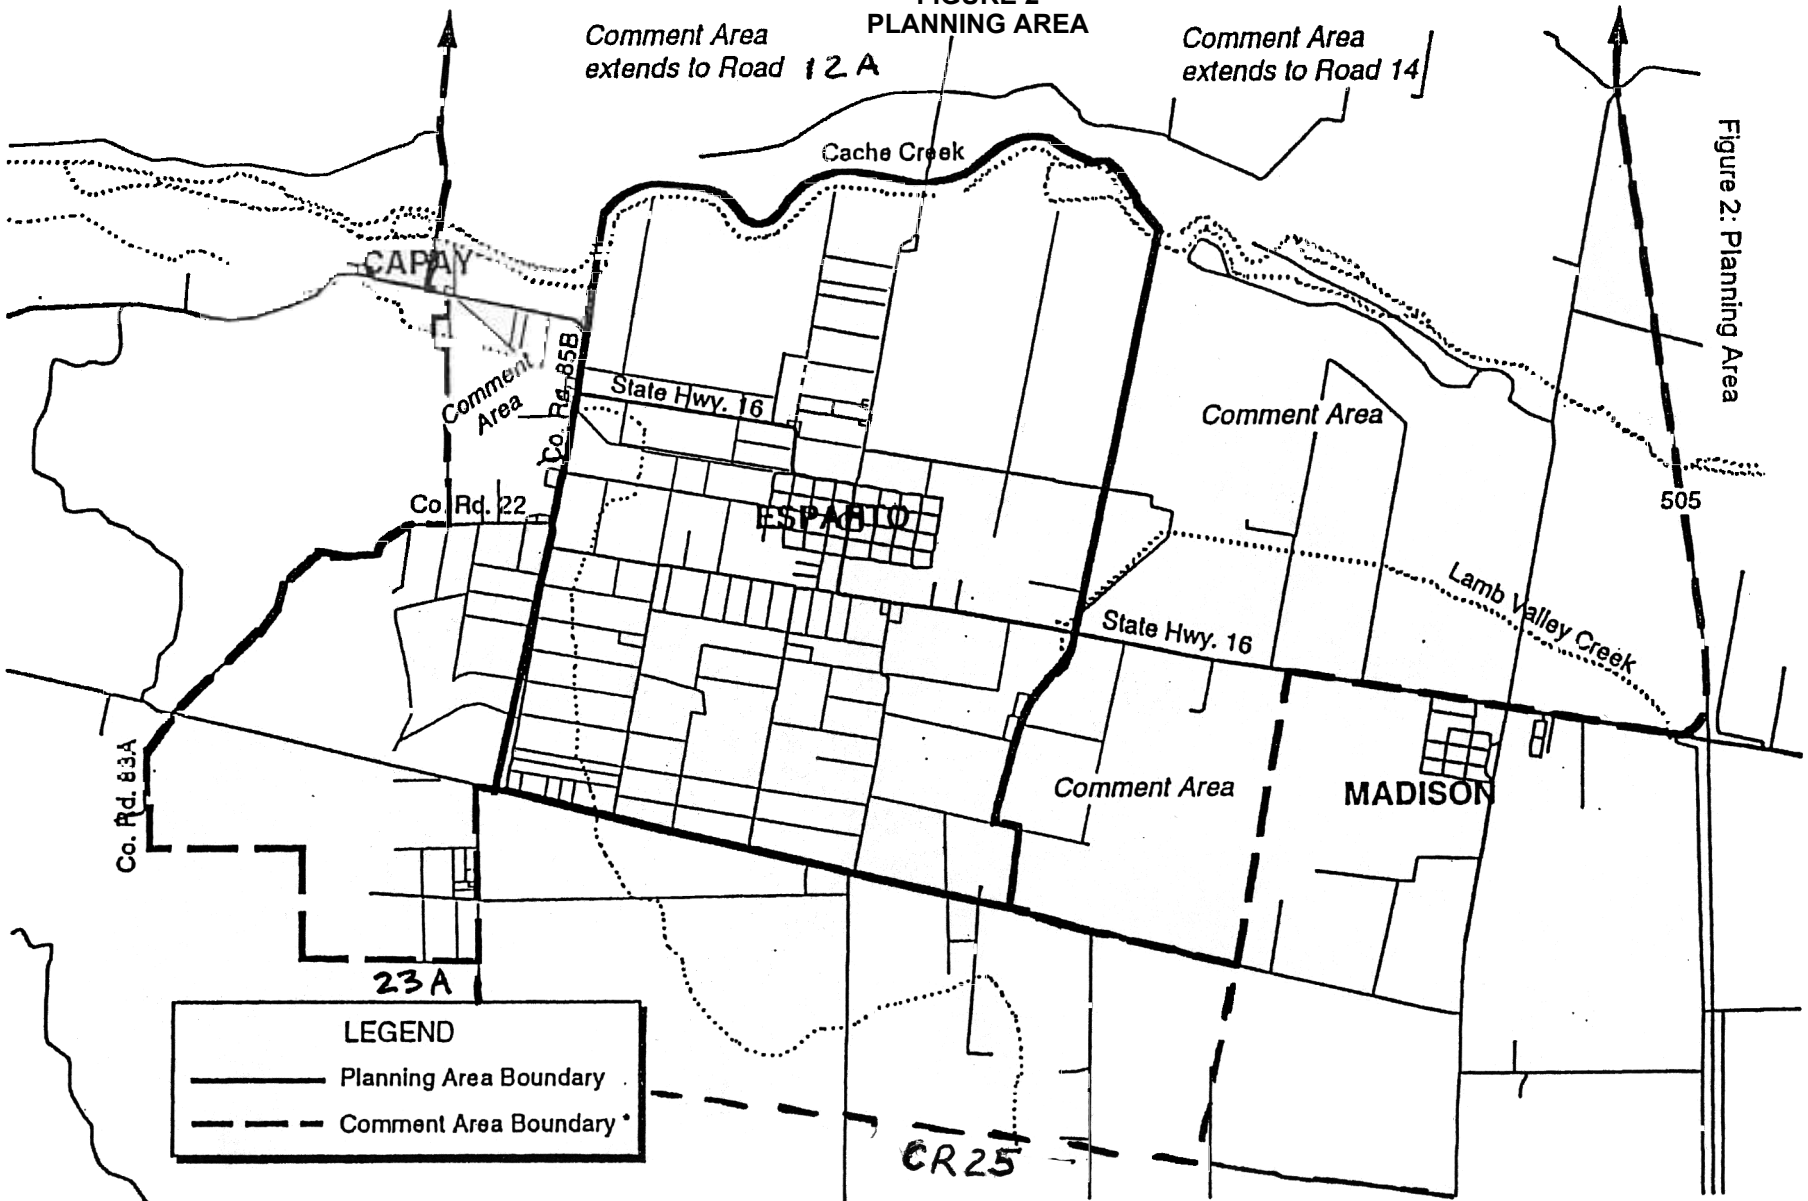 FIGURE 2
PLANNING AREA
Comment Area
extends to Road 12A
Comment Area
extends to Road 14
Figure 2: Planning Area
Cache Creek
CAPAY
Comment
Area
Co. Rd. 85B
State Hwy. 16
Comment Area
505
Co. Rd. 22
ESPARTO
Lamb Valley Creek
State Hwy. 16
Co. Rd. 83A
Comment Area
MADISON
23A
LEGEND
Planning Area Boundary
Comment Area Boundary
CR25